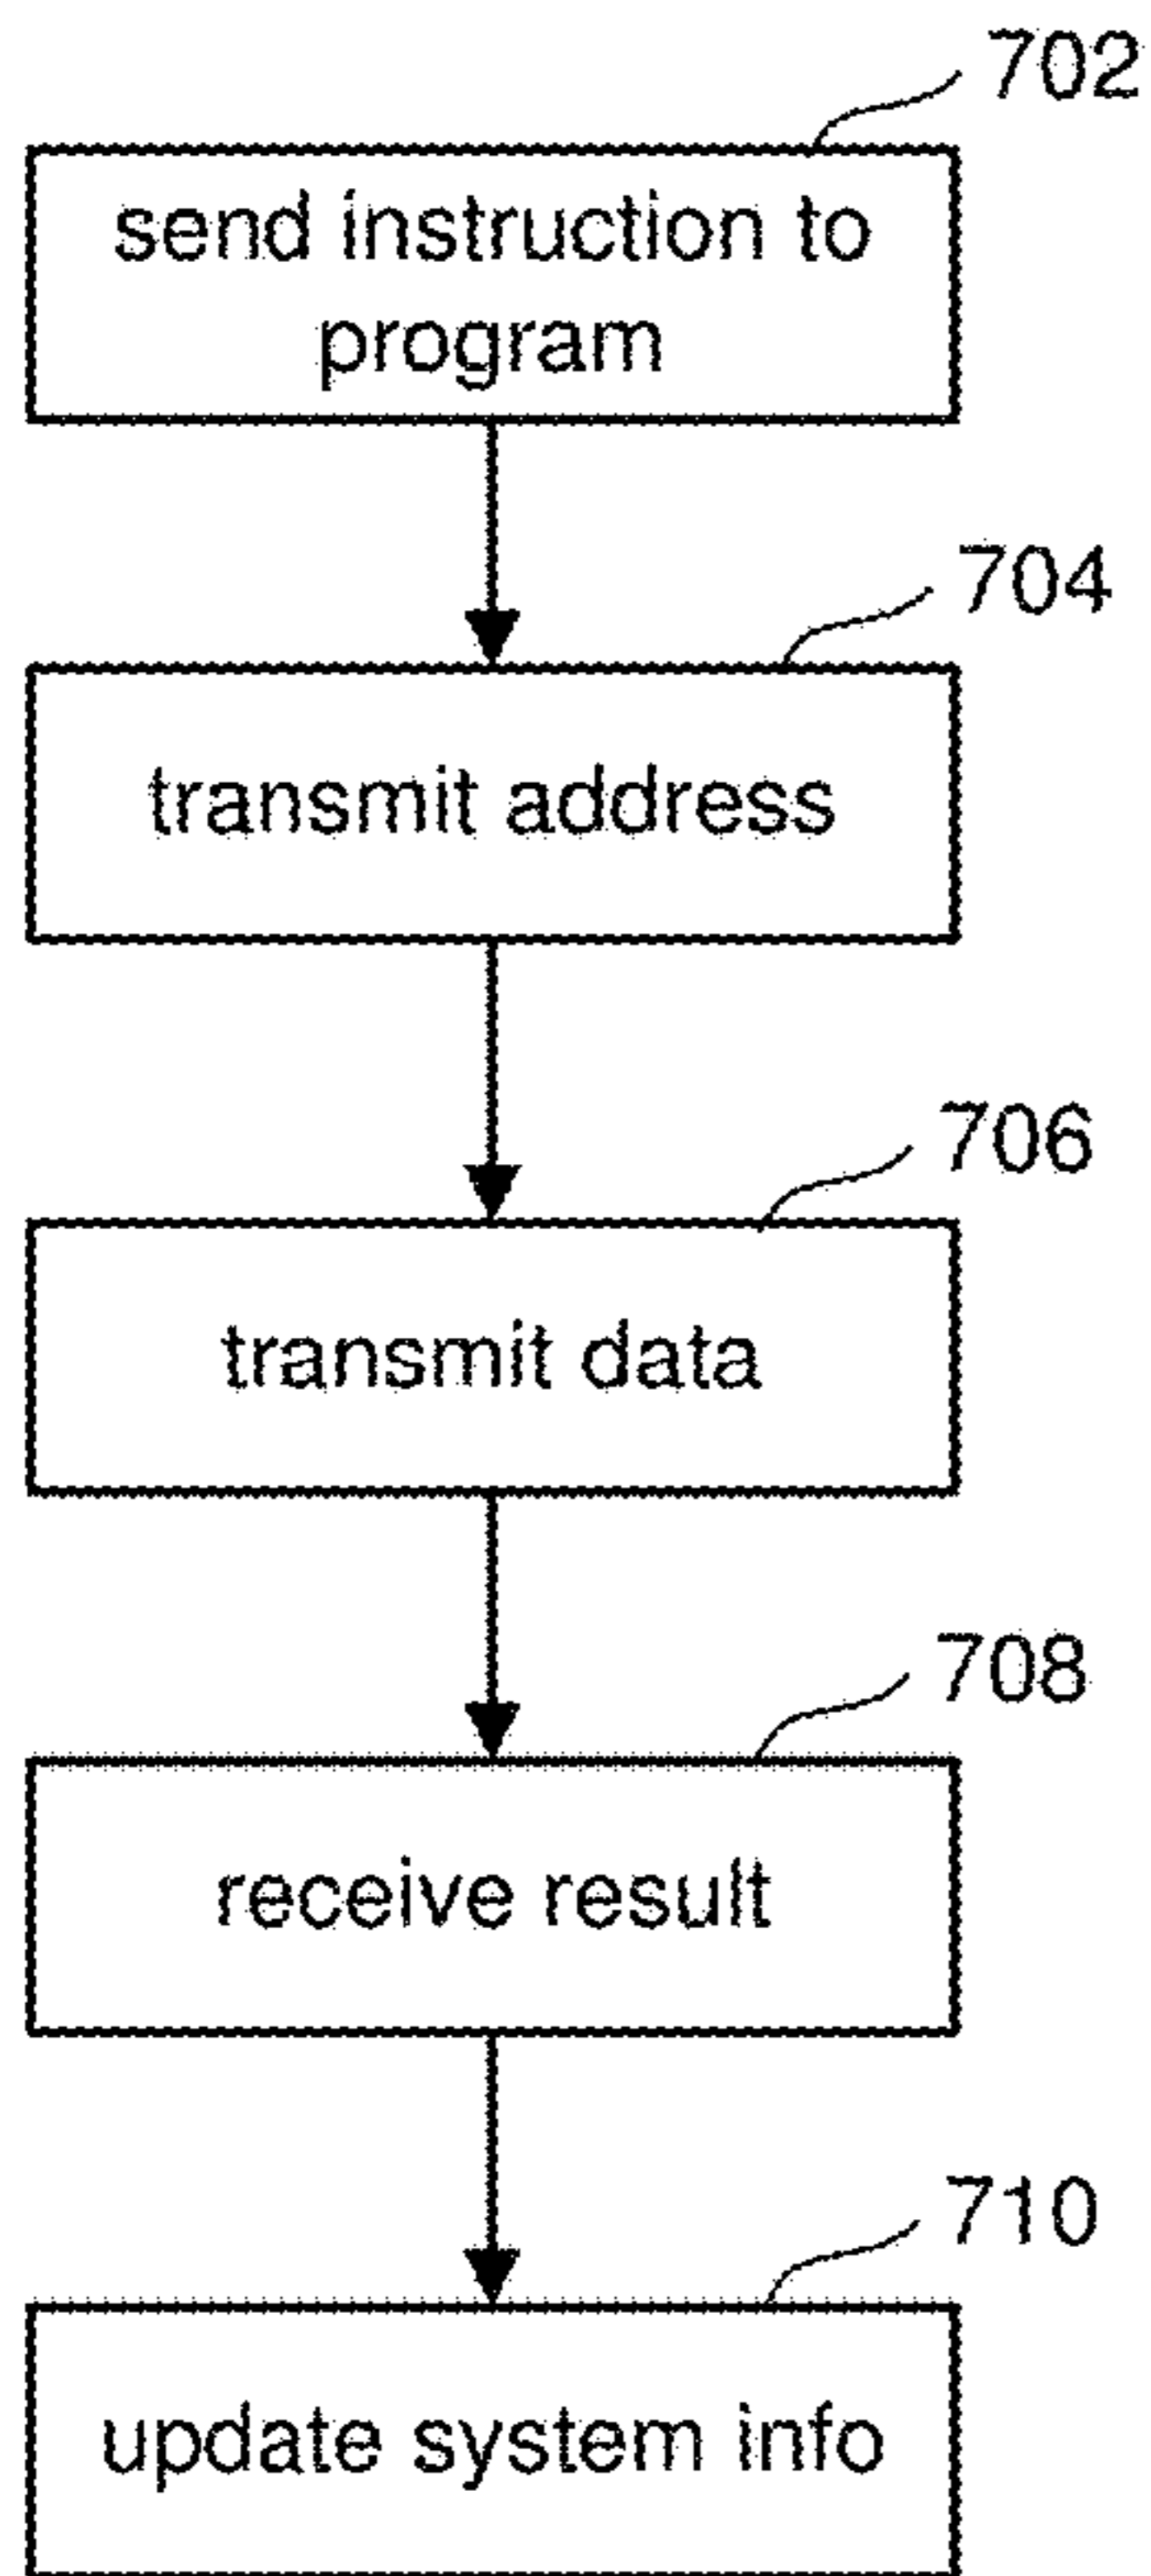 702
send instruction to
program
704
transmit address
706
transmit data
708
receive result
710
update system info